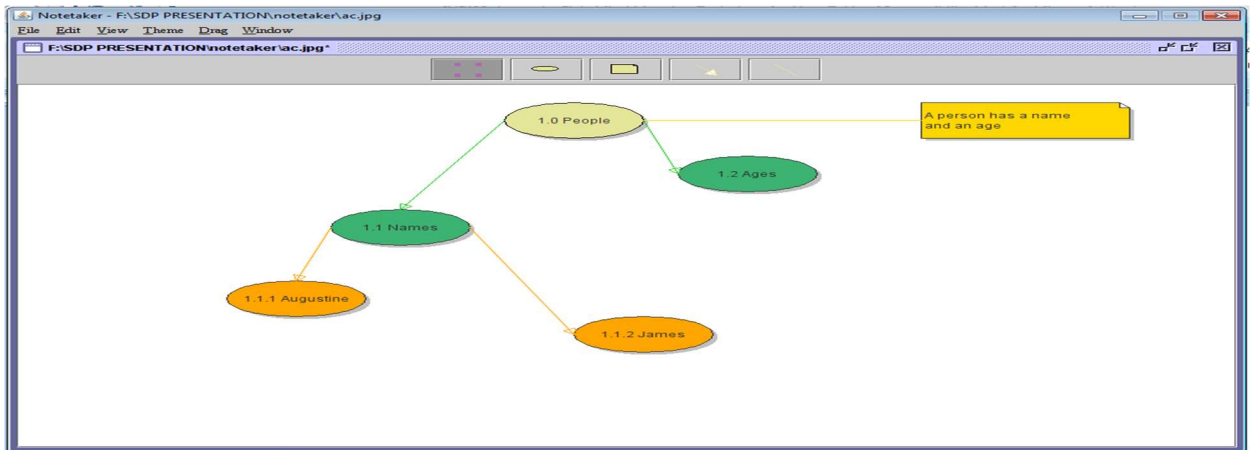 Notetaker - F:\SDP PRESENTATION\notetaker\ac.jpg
File Edit View Theme Drag Window
F:\SDP PRESENTATION\notetaker\ac.jpg*
1.0 People
A person has a name
and an age
1.2 Ages
1.1 Names
1.1.1 Augustine
1.1.2 James